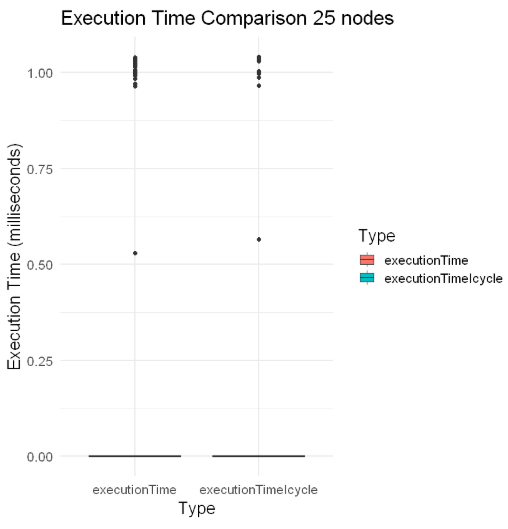 Execution Time Comparison 25 nodes
Execution Time (milliseconds)
1.00
0.75
0.50
0.25
0.00
executionTime
executionTimeIcycle
Type
Type
executionTime
executionTimeIcycle